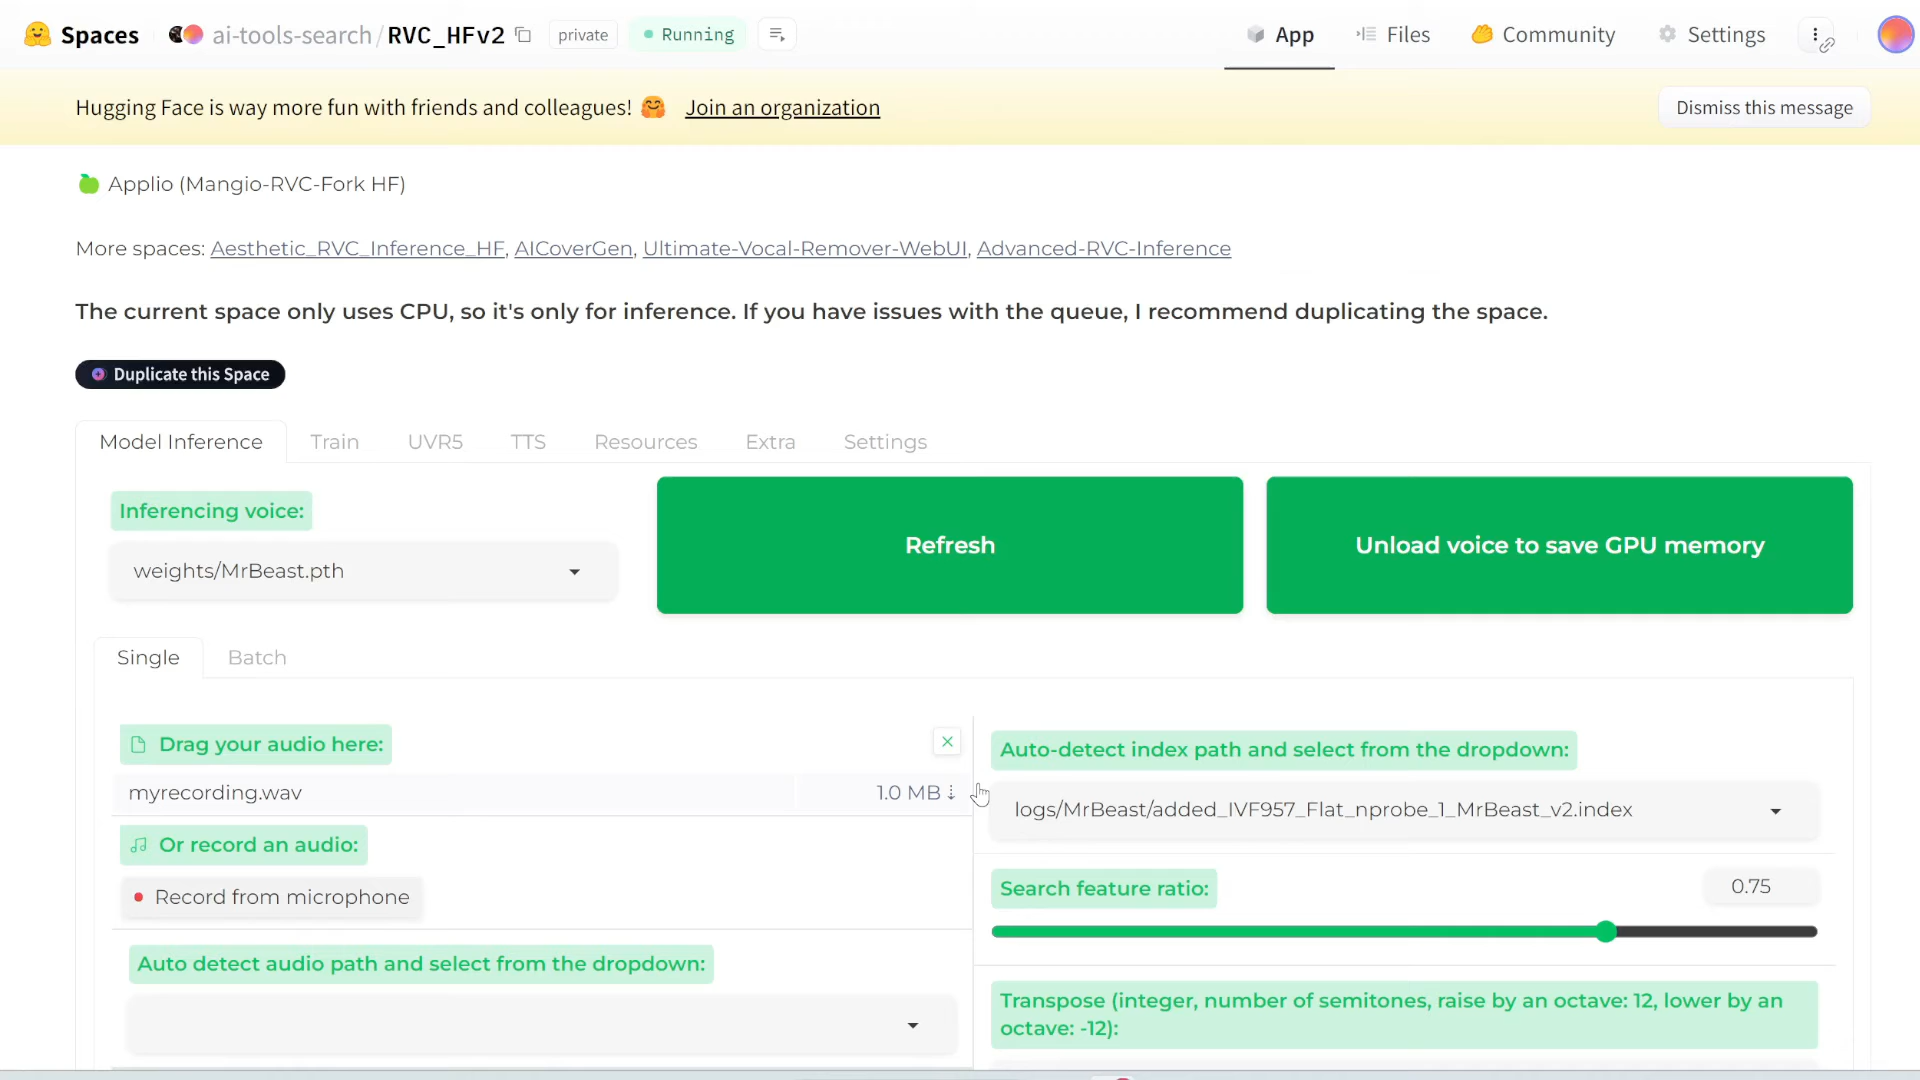 Spaces ai-tools-search/RVC_HFv2 private Running App Files Community Settings
Hugging Face is way more fun with friends and colleagues! 🤗 Join an organization Dismiss this message
🍏 Applio (Mangio-RVC-Fork HF)
More spaces: Aesthetic_RVC_Inference_HF, AICoverGen, Ultimate-Vocal-Remover-WebUI, Advanced-RVC-Inference
The current space only uses CPU, so it's only for inference. If you have issues with the queue, I recommend duplicating the space.
Duplicate this Space
Model Inference Train UVR5 TTS Resources Extra Settings
Inferencing voice:
weights/MrBeast.pth
Refresh
Unload voice to save GPU memory
Single Batch
Drag your audio here:
myrecording.wav 1.0 MB ↓
Or record an audio:
Record from microphone
Auto detect audio path and select from the dropdown:
Auto-detect index path and select from the dropdown:
logs/MrBeast/added_IVF957_Flat_nprobe_1_MrBeast_v2.index
Search feature ratio: 0.75
Transpose (integer, number of semitones, raise by an octave: 12, lower by an
octave: -12):